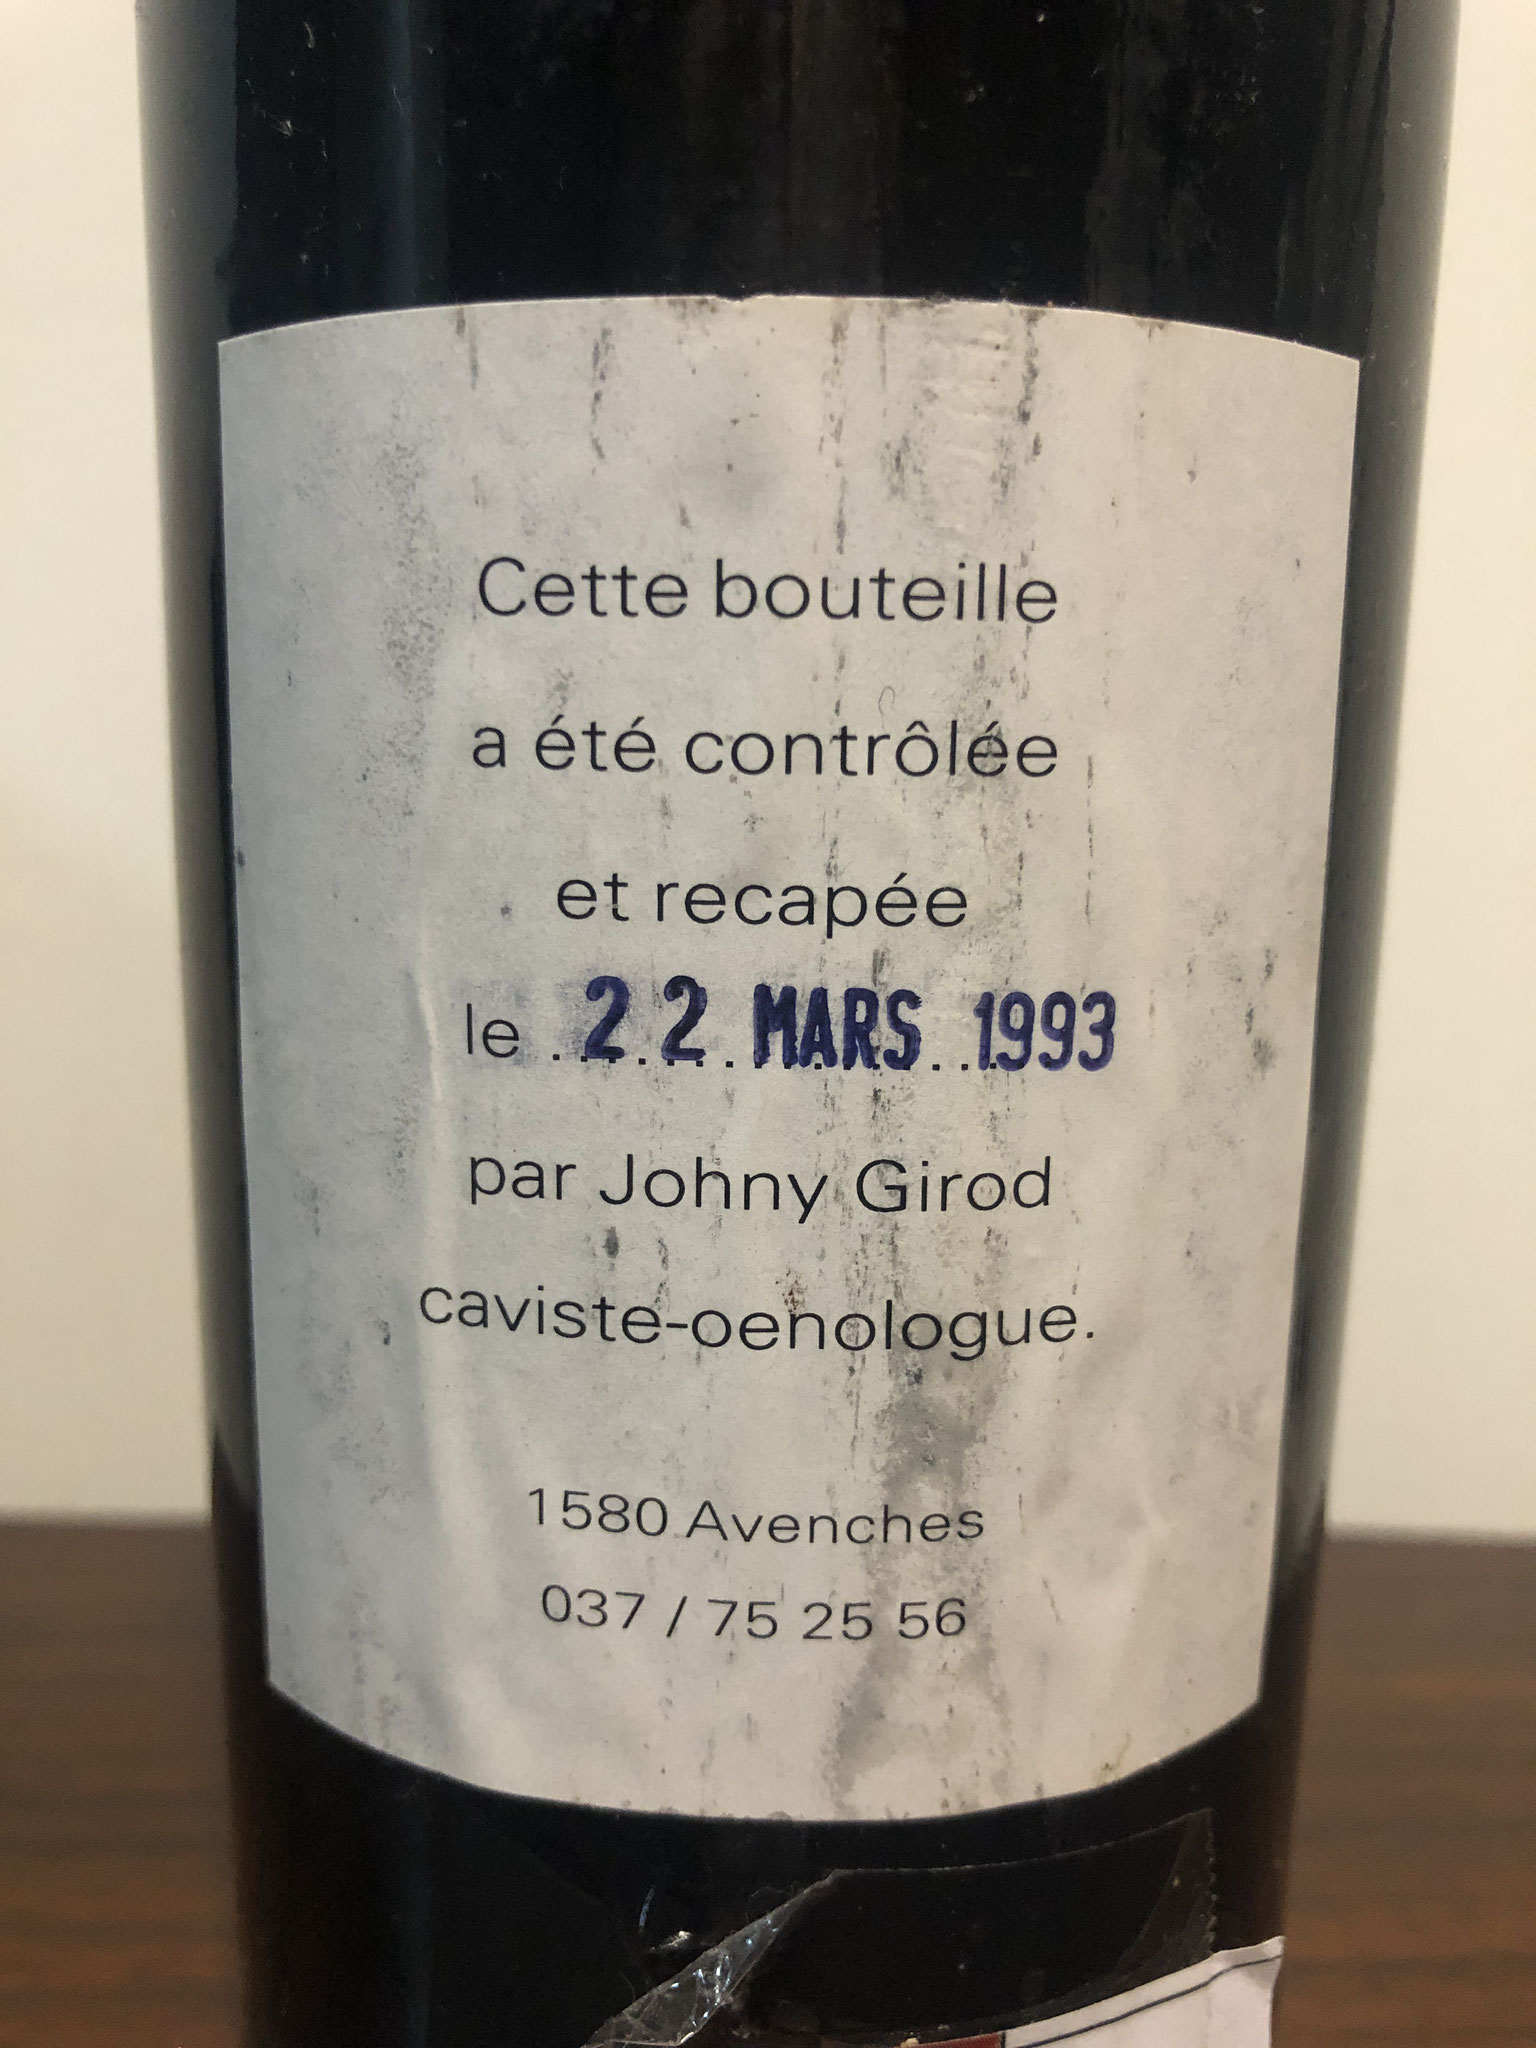 Cette bouteille
a été contrôlée
et recapée
le ..22 MARS 1993
par Johny Girod
caviste-oenologue.
1580 Avenches
037 / 75 25 56